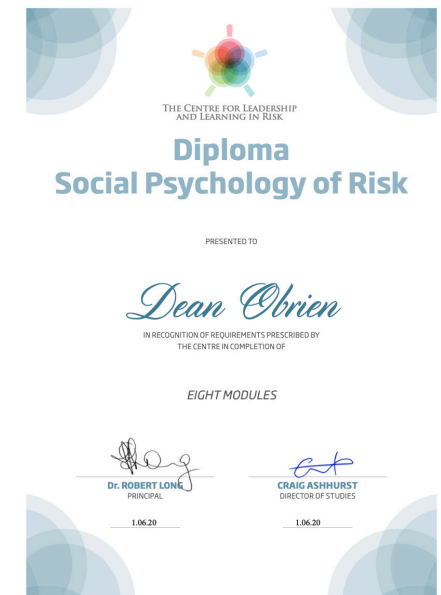 THE CENTRE FOR LEADERSHIP
AND LEARNING IN RISK
Diploma
Social Psychology of Risk
PRESENTED TO
Dean Obrien
IN RECOGNITION OF REQUIREMENTS PRESCRIBED BY
THE CENTRE IN COMPLETION OF
EIGHT MODULES
Dr. ROBERT LONG
PRINCIPAL
1.06.20
CRAIG ASHHURST
DIRECTOR OF STUDIES
1.06.20